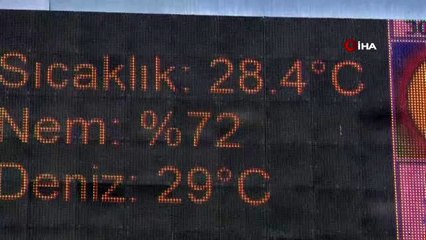 İHA
Sıcaklık: 28.4°C
Nem: %72
Deniz: 29°C